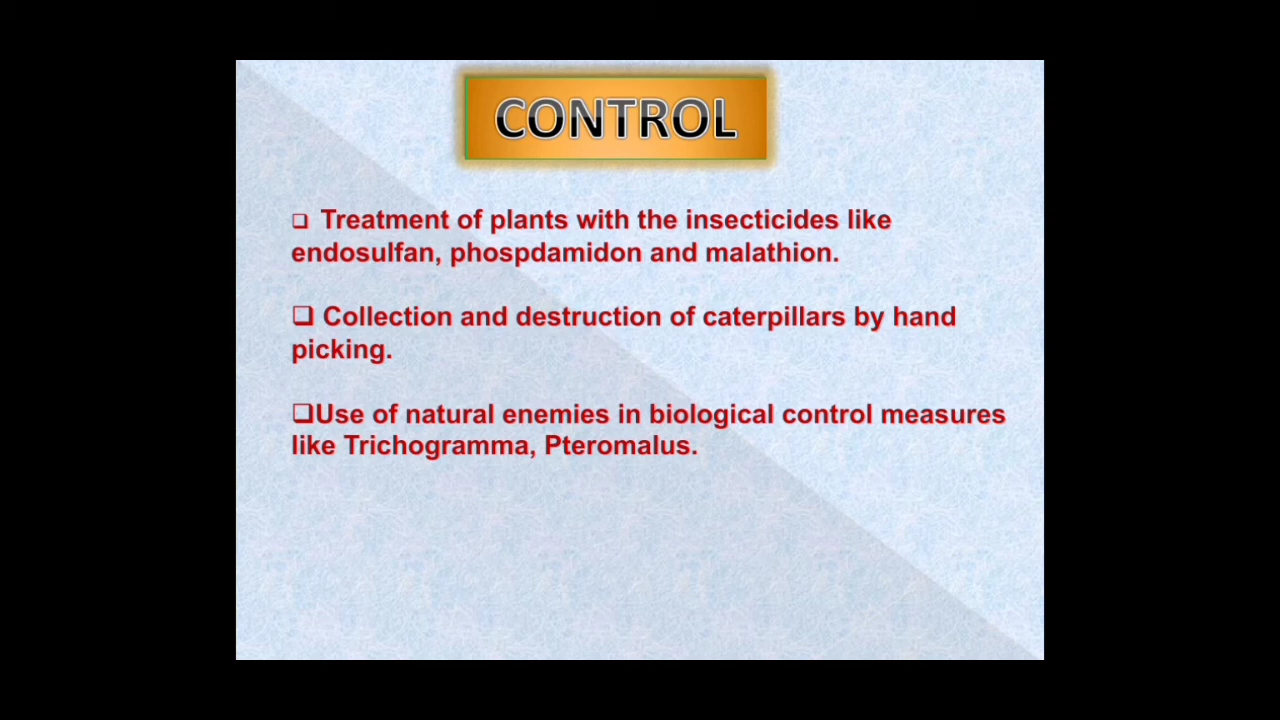 CONTROL
❑ Treatment of plants with the insecticides like
endosulfan, phospdamidon and malathion.
❑ Collection and destruction of caterpillars by hand
picking.
❑Use of natural enemies in biological control measures
like Trichogramma, Pteromalus.